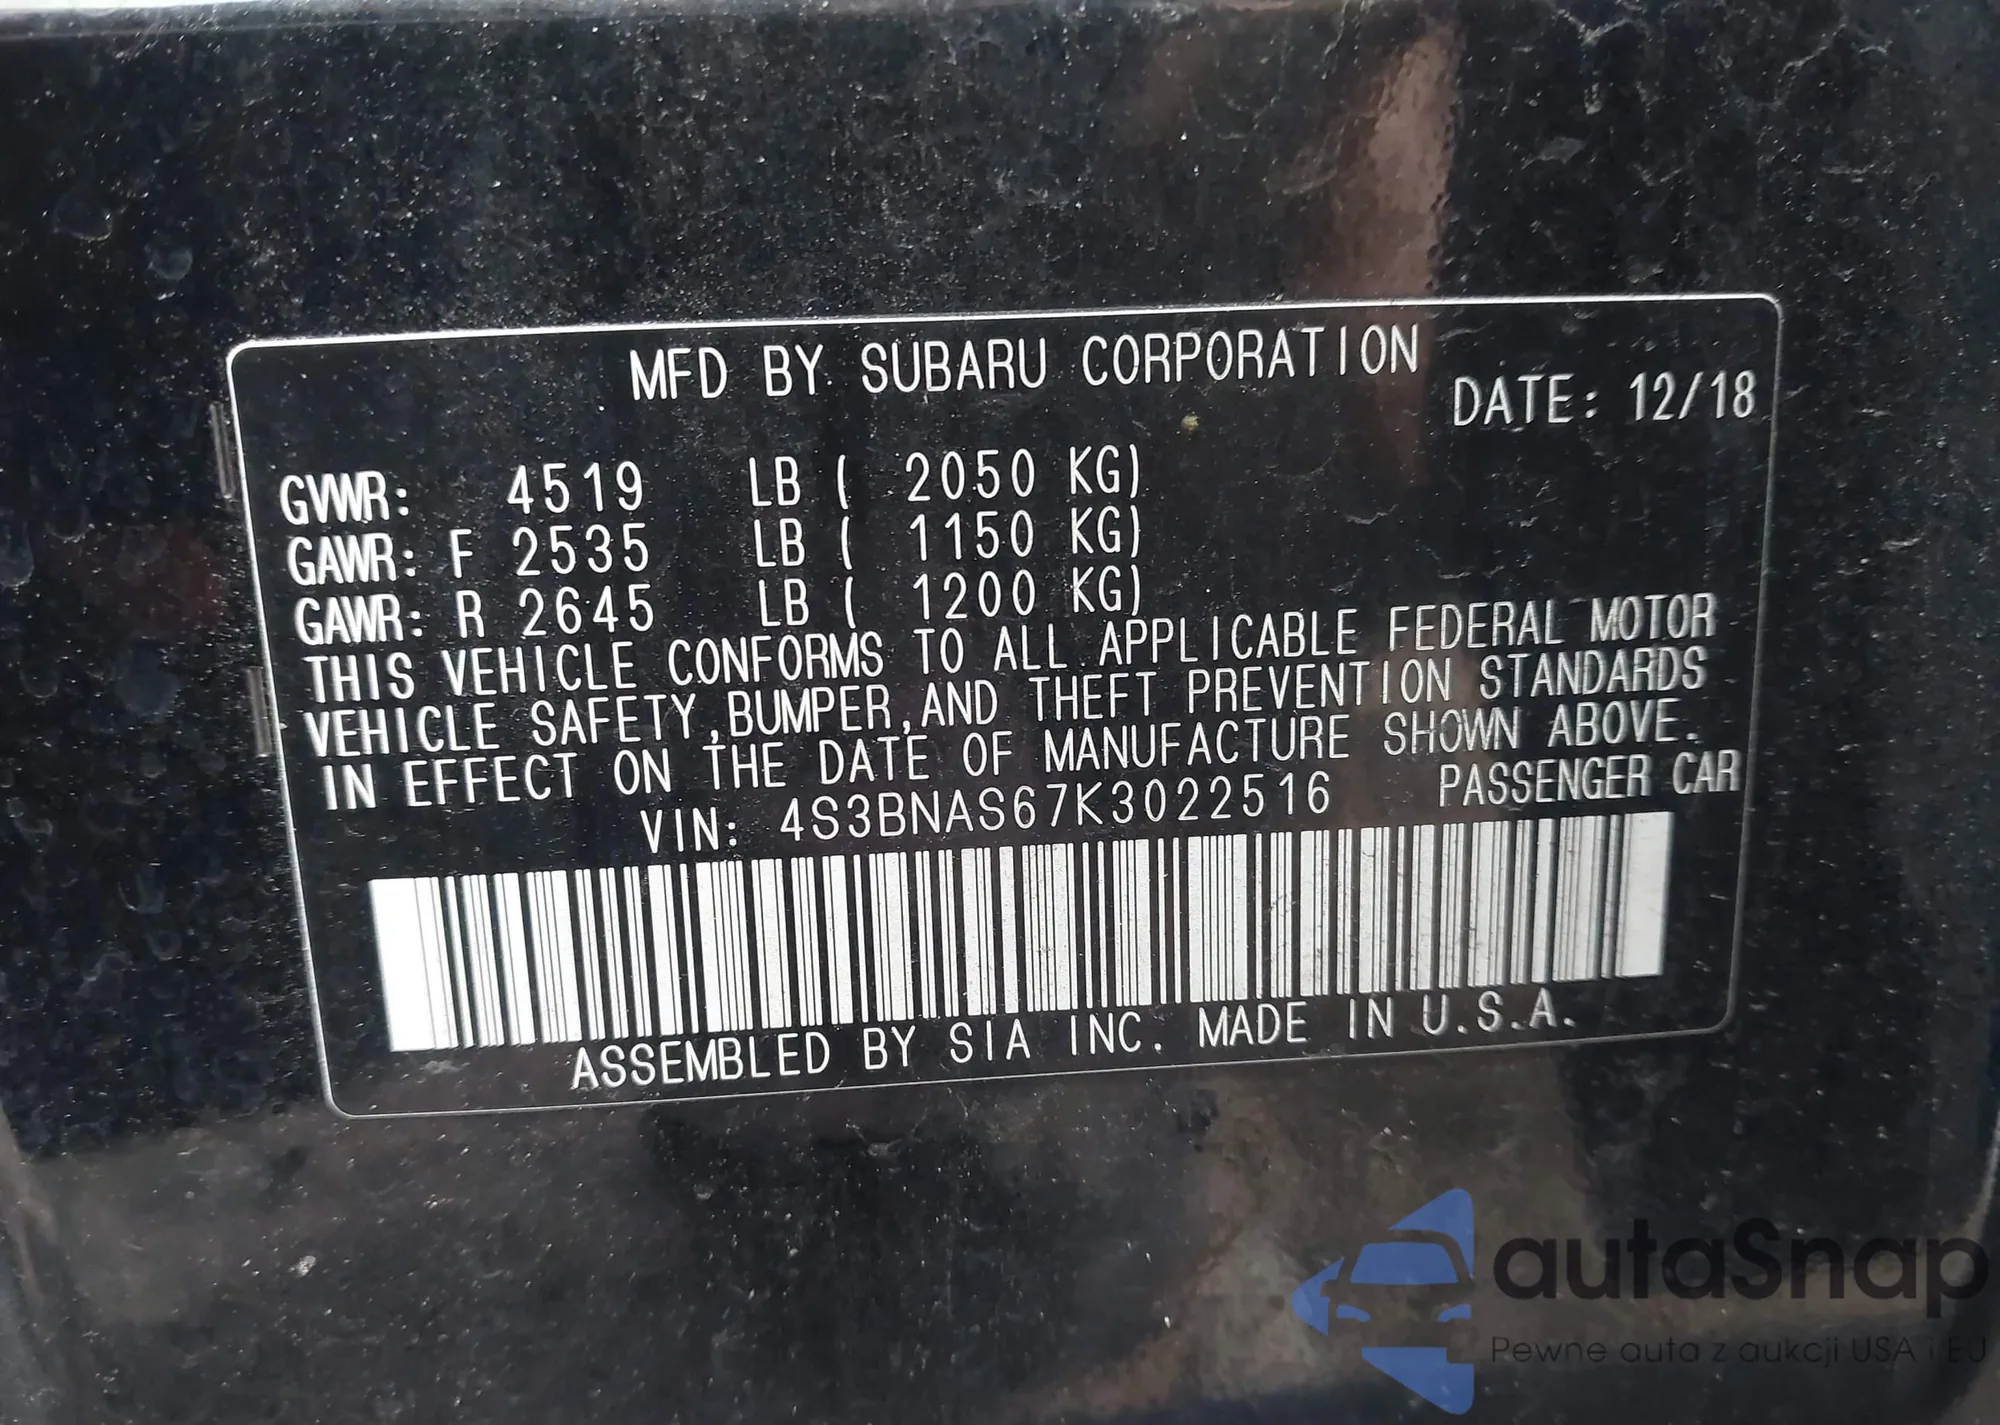 MFD BY SUBARU CORPORATION
DATE: 12/18
GVWR: 4519 LB ( 2050 KG)
GAWR: F 2535 LB ( 1150 KG)
GAWR: R 2645 LB ( 1200 KG)
THIS VEHICLE CONFORMS TO ALL APPLICABLE FEDERAL MOTOR
VEHICLE SAFETY,BUMPER,AND THEFT PREVENTION STANDARDS
IN EFFECT ON THE DATE OF MANUFACTURE SHOWN ABOVE.
VIN: 4S3BNAS67K3022516 PASSENGER CAR
ASSEMBLED BY SIA INC. MADE IN U.S.A.
autaSnap
Pewne auta z aukcji USA i EU